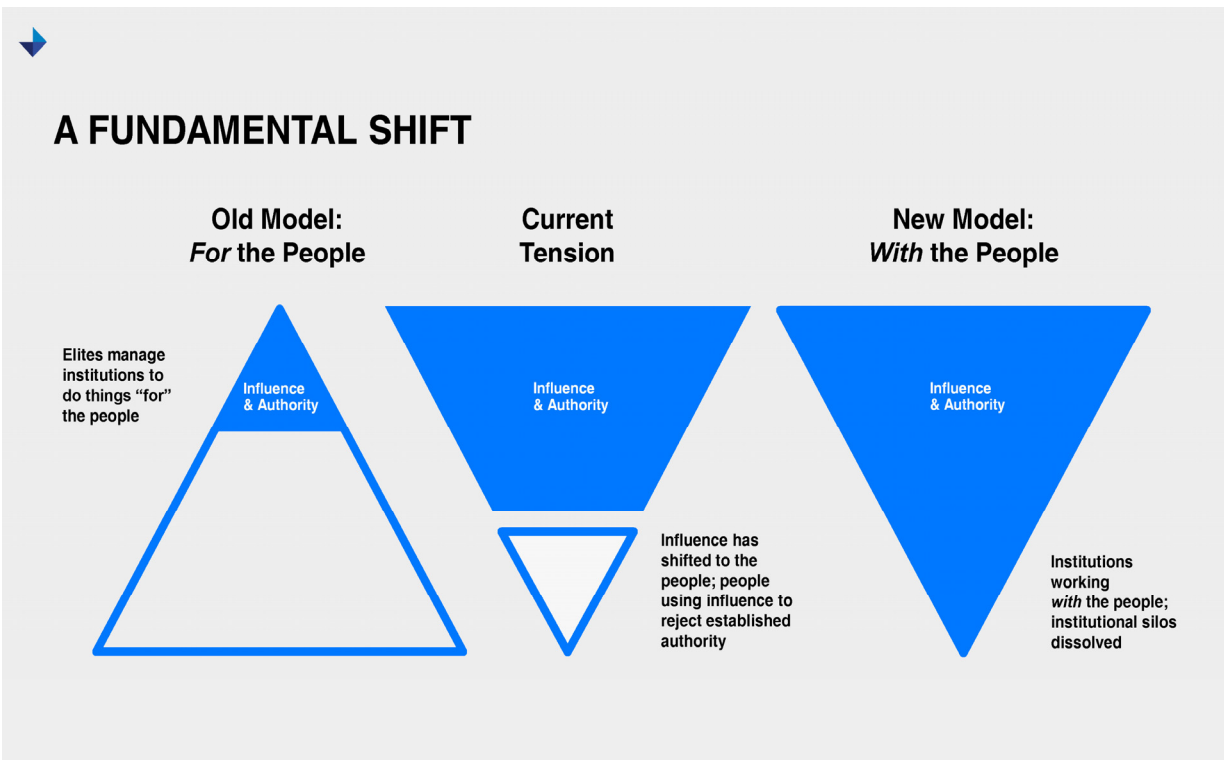 A FUNDAMENTAL SHIFT
Old Model:
For the People
Elites manage
institutions to
do things “for”
the people
Influence
& Authority
Current
Tension
Influence
& Authority
Influence has
shifted to the
people; people
using influence to
reject established
authority
New Model:
With the People
Influence
& Authority
Institutions
working
with the people;
institutional silos
dissolved